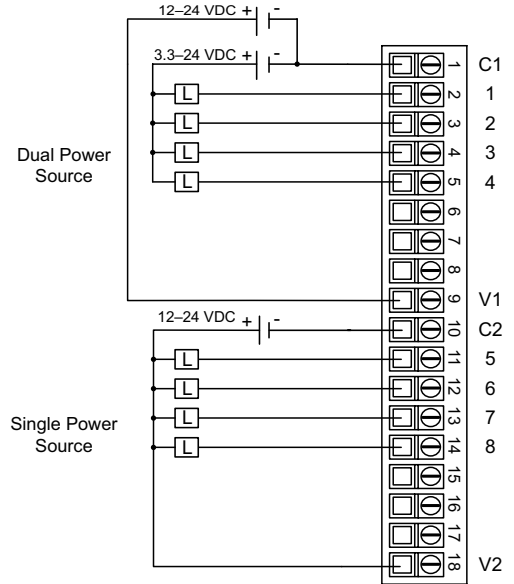 12–24 VDC + -
3.3–24 VDC + -
1 C1
L 2 1
L 3 2
L 4 3
L 5 4
Dual Power
Source
6
7
8
9 V1
12–24 VDC + -
10 C2
L 11 5
L 12 6
L 13 7
L 14 8
Single Power
Source
15
16
17
18 V2